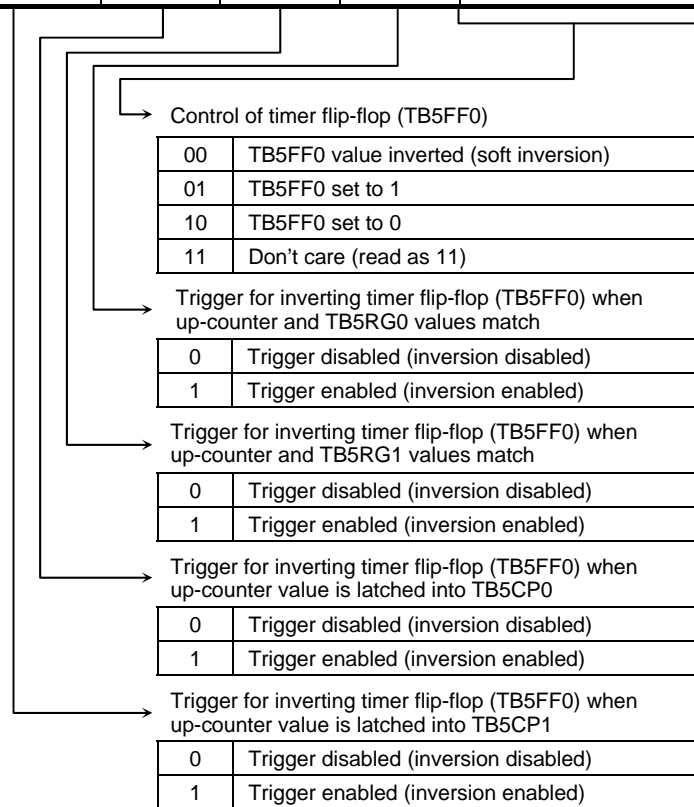 Control of timer flip-flop (TB5FF0)
00 TB5FF0 value inverted (soft inversion)
01 TB5FF0 set to 1
10 TB5FF0 set to 0
11 Don't care (read as 11)
Trigger for inverting timer flip-flop (TB5FF0) when
up-counter and TB5RG0 values match
0 Trigger disabled (inversion disabled)
1 Trigger enabled (inversion enabled)
Trigger for inverting timer flip-flop (TB5FF0) when
up-counter and TB5RG1 values match
0 Trigger disabled (inversion disabled)
1 Trigger enabled (inversion enabled)
Trigger for inverting timer flip-flop (TB5FF0) when
up-counter value is latched into TB5CP0
0 Trigger disabled (inversion disabled)
1 Trigger enabled (inversion enabled)
Trigger for inverting timer flip-flop (TB5FF0) when
up-counter value is latched into TB5CP1
0 Trigger disabled (inversion disabled)
1 Trigger enabled (inversion enabled)